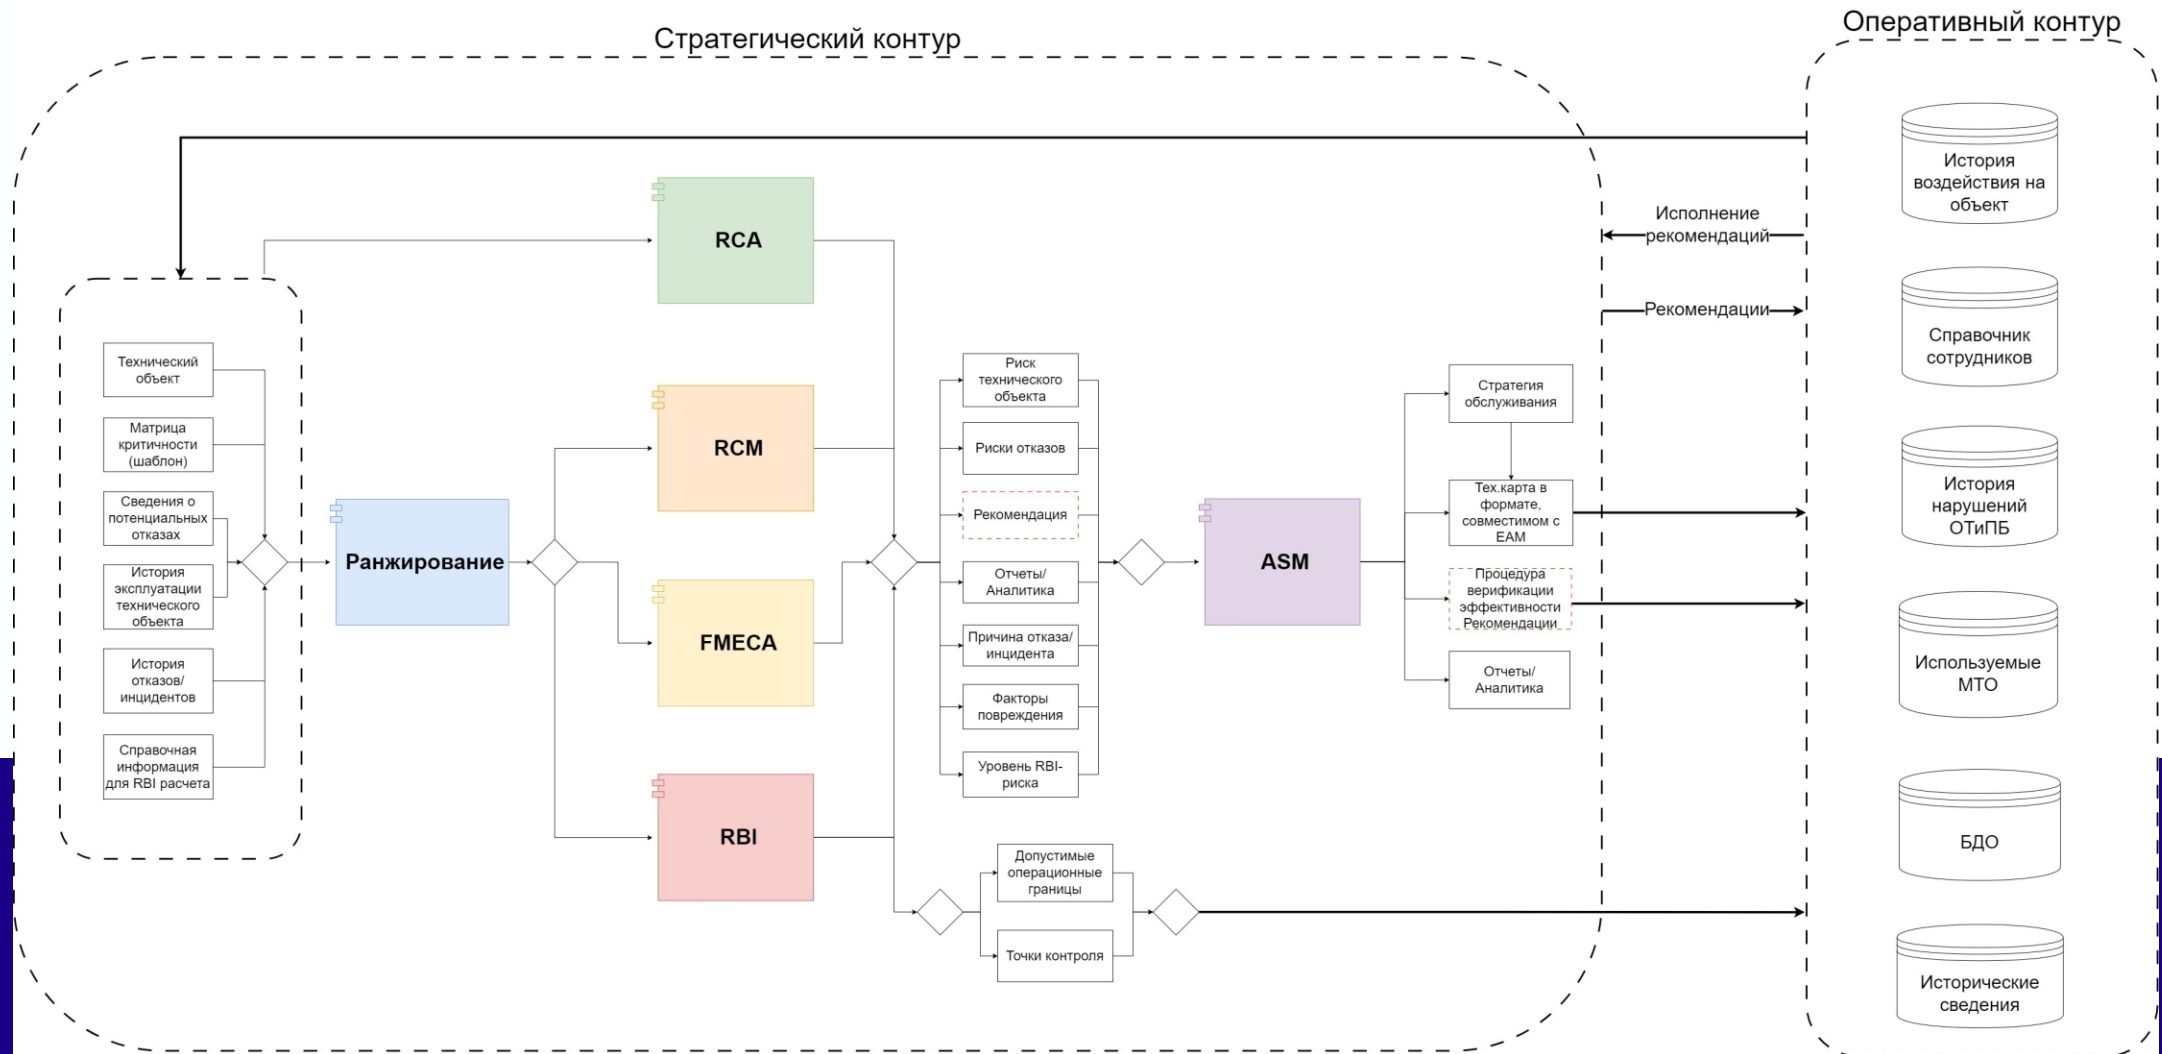 Стратегический контур
Оперативный контур
Технический
объект
Матрица
критичности
(шаблон)
Сведения о
потенциальных
отказах
История
эксплуатации
технического
объекта
История
отказов/
инцидентов
Справочная
информация
для RBI расчета
Ранжирование
RCA
RCM
FMECA
RBI
Риск
технического
объекта
Риски отказов
Рекомендация
Отчеты/
Аналитика
Причина отказа/
инцидента
Факторы
повреждения
Уровень RBI-
риска
Допустимые
операционные
границы
Точки контроля
ASM
Стратегия
обслуживания
Тех.карта в
формате,
совместимом с
EAM
Процедура
верификации
эффективности
Рекомендации
Отчеты/
Аналитика
Исполнение
рекомендаций
Рекомендации
История
воздействия на
объект
Справочник
сотрудников
История
нарушений
ОТиПБ
Используемые
МТО
БДО
Исторические
сведения